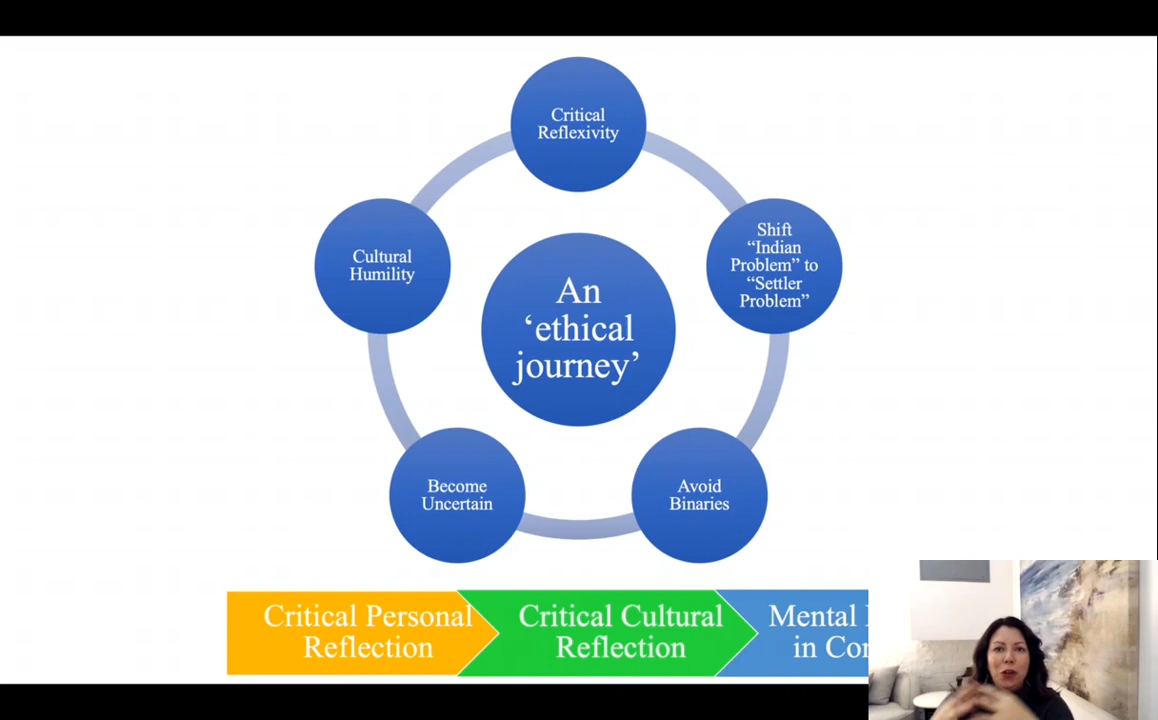 Critical
Reflexivity
Cultural
Humility
Shift
“Indian
Problem” to
“Settler
Problem”
An
‘ethical
journey’
Become
Uncertain
Avoid
Binaries
Critical Personal
Reflection
Critical Cultural
Reflection
Mental
in